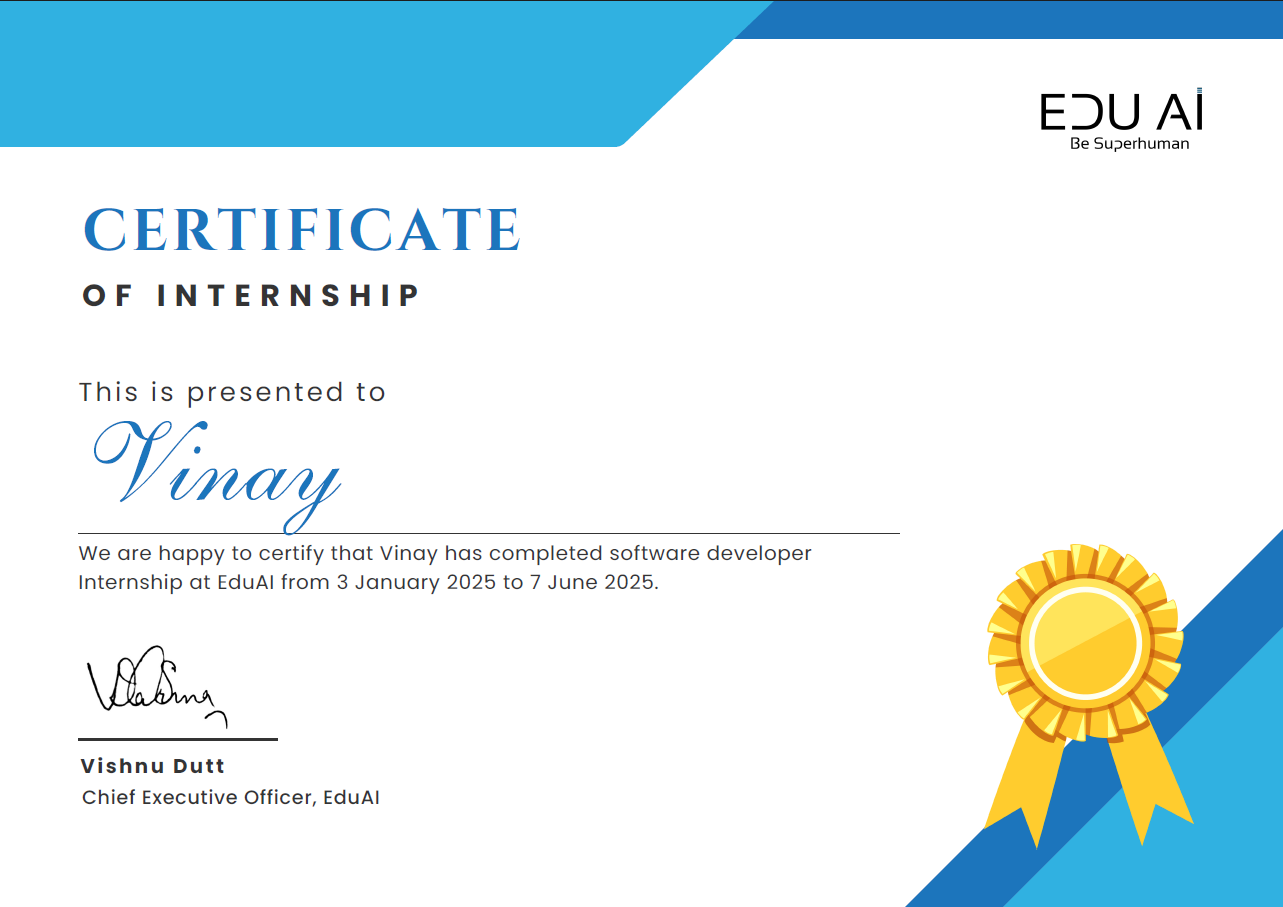 EDU AI
Be Superhuman
CERTIFICATE
OF INTERNSHIP
This is presented to
Vinay
We are happy to certify that Vinay has completed software developer
Internship at EduAI from 3 January 2025 to 7 June 2025.
Vishnu Dutt
Chief Executive Officer, EduAI